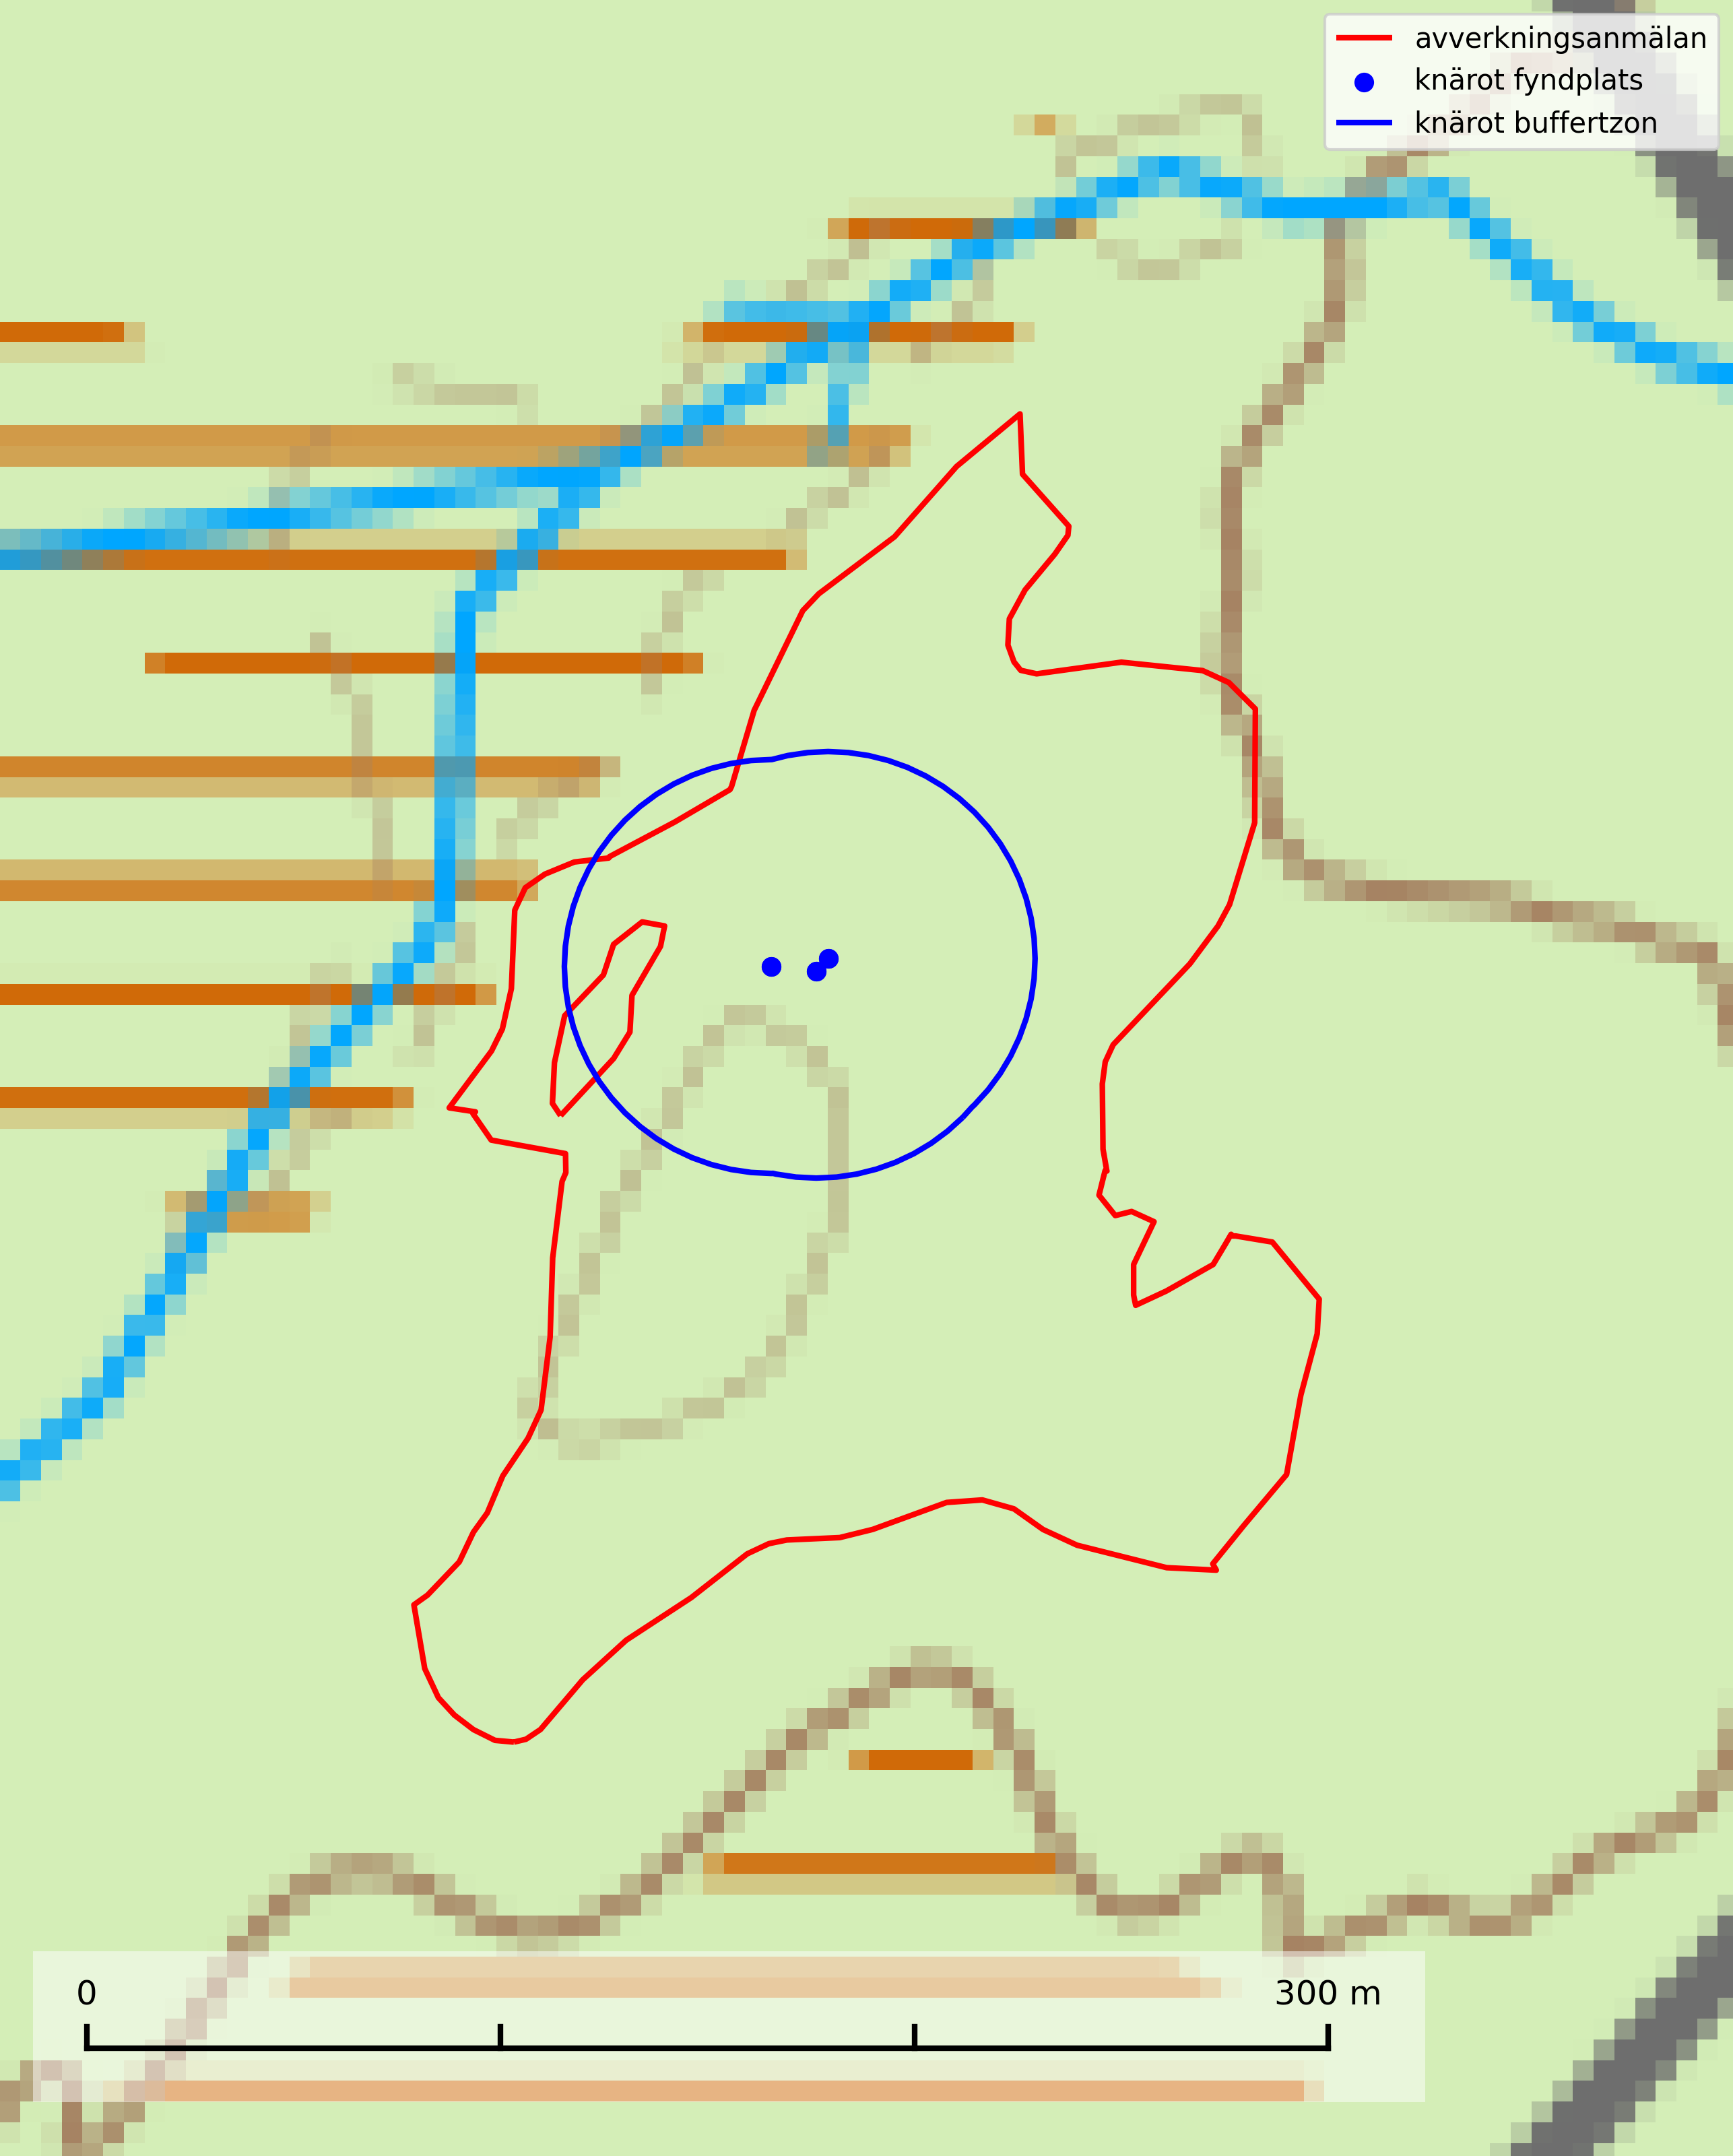 avverkningsanmälan
knärot fyndplats
knärot buffertzon
0 300 m